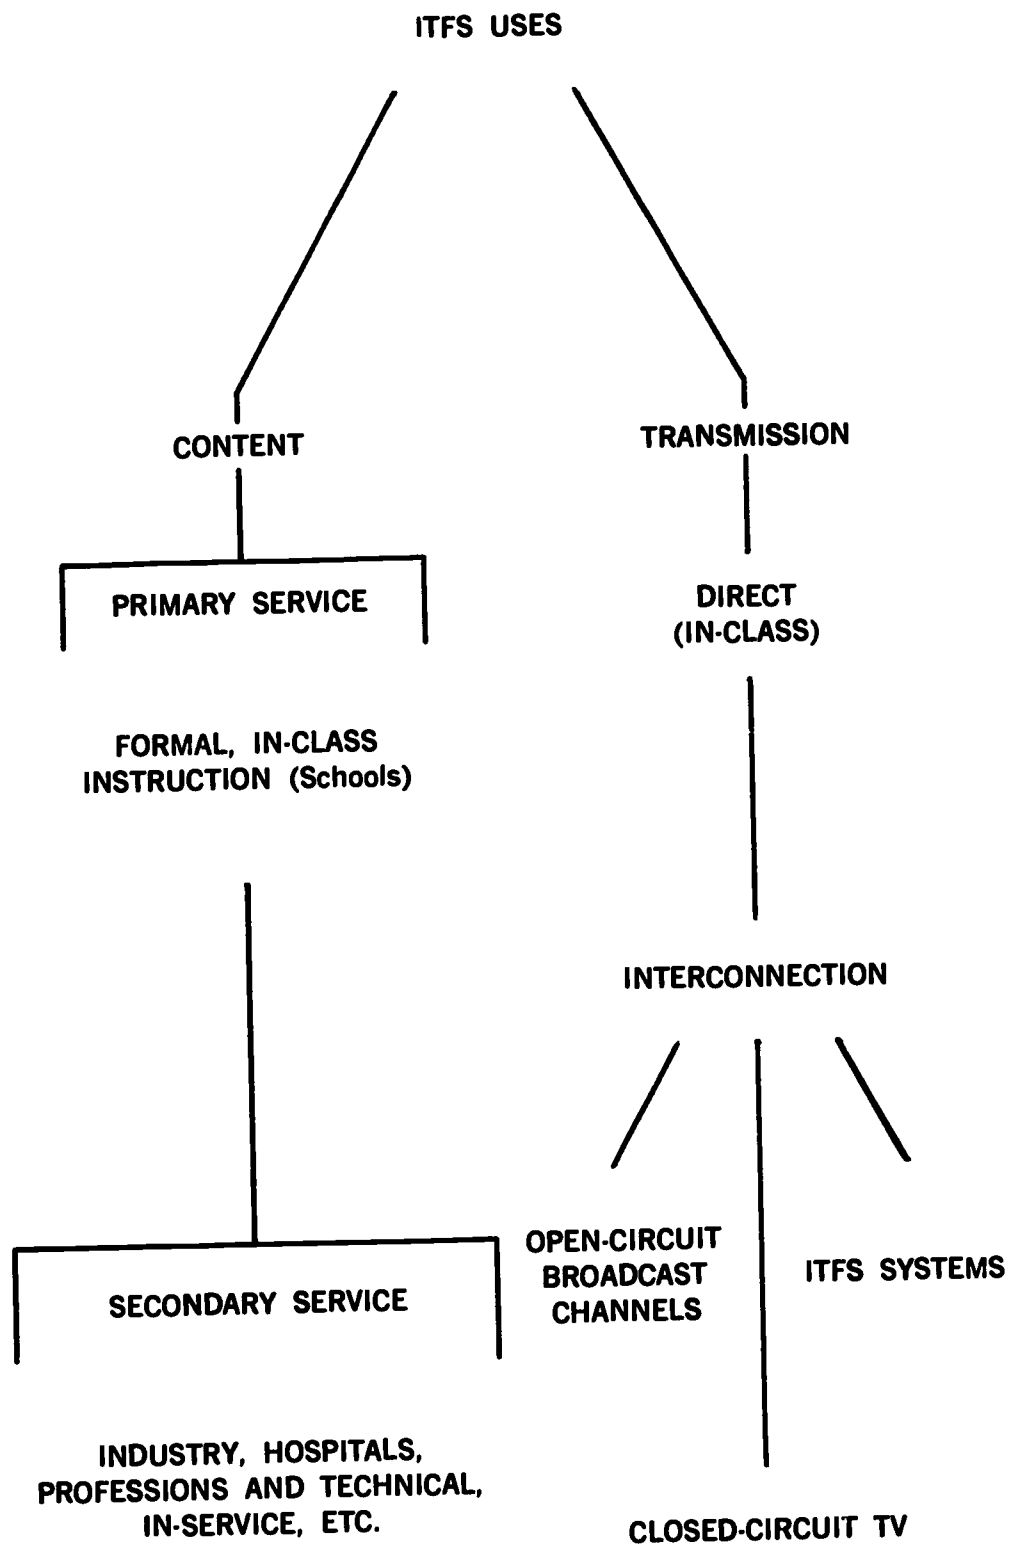 ITFS USES
CONTENT
PRIMARY SERVICE
FORMAL, IN-CLASS
INSTRUCTION (Schools)
SECONDARY SERVICE
INDUSTRY, HOSPITALS,
PROFESSIONS AND TECHNICAL,
IN-SERVICE, ETC.
TRANSMISSION
DIRECT
(IN-CLASS)
INTERCONNECTION
OPEN-CIRCUIT
BROADCAST
CHANNELS
ITFS SYSTEMS
CLOSED-CIRCUIT TV